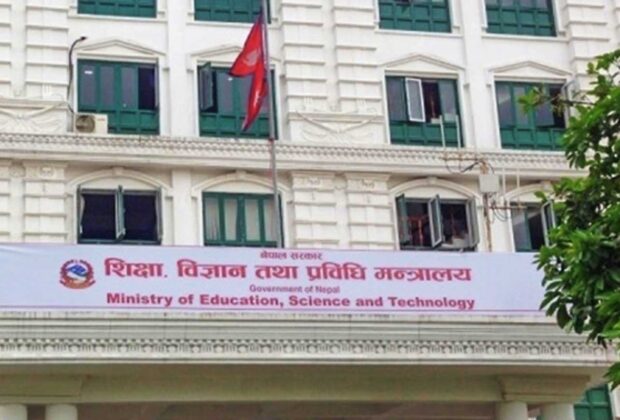 नेपाल सरकार
शिक्षा. विज्ञान तथा प्रविधि मन्त्रालय
Government of Nepal
Ministry of Education, Science and Technology